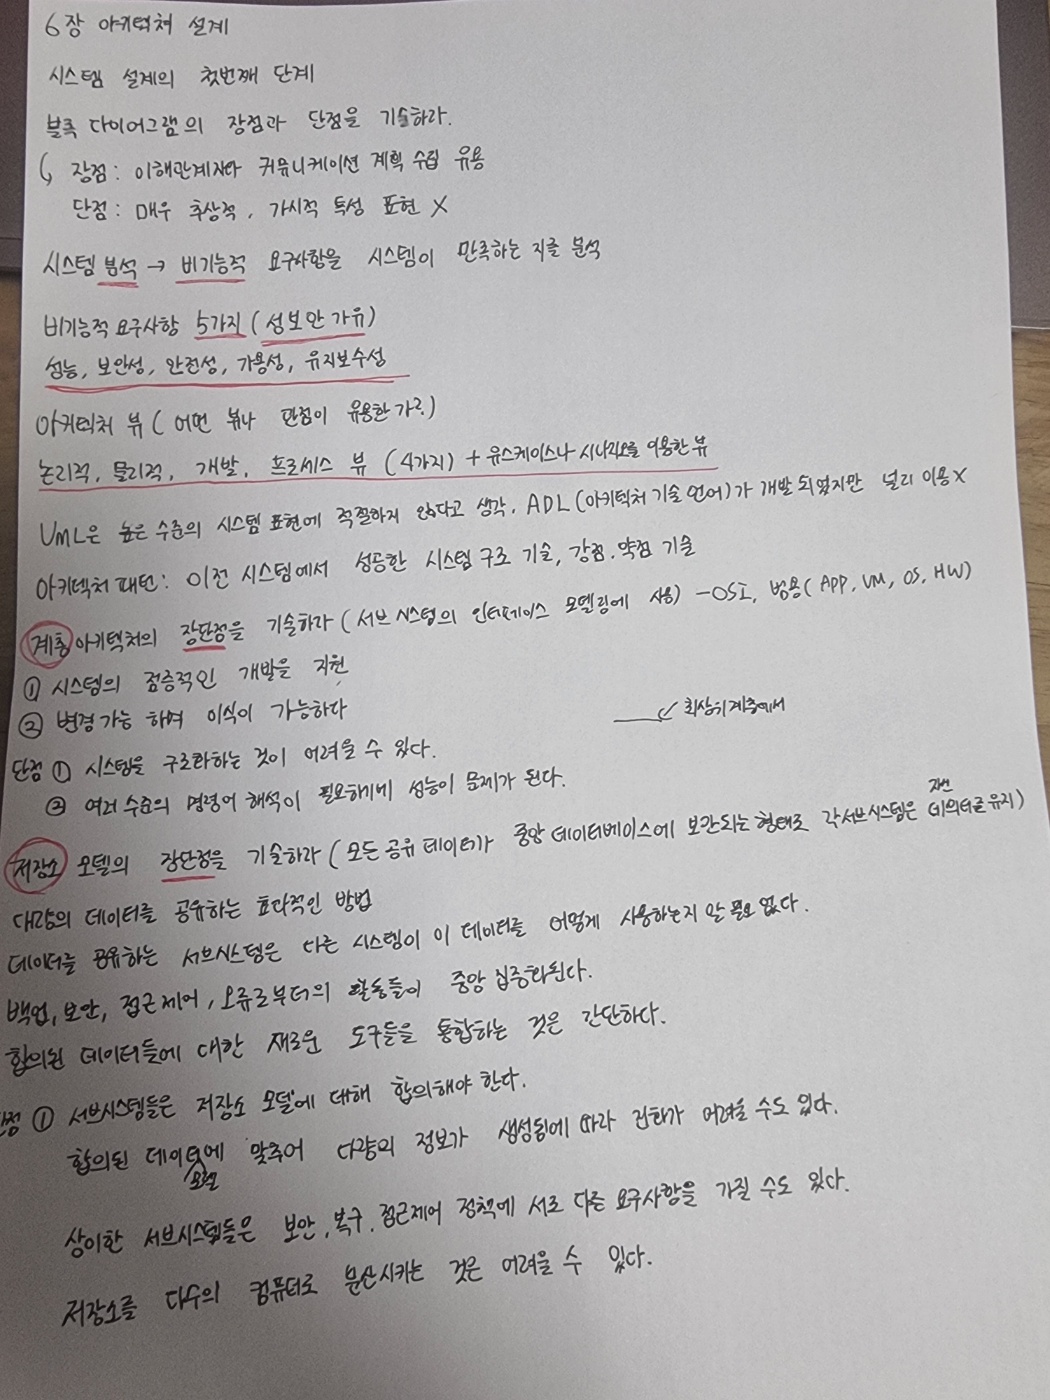 6장 아키텍처 설계
시스템 설계의 첫번째 단계
블록 다이어그램의 장점과 단점을 기술하라.
장점: 이해관계자와 커뮤니케이션 계획 수립 유용
단점: 매우 추상적, 가시적 특성 표현 X
시스템 분석 → 비기능적 요구사항을 시스템이 만족하는 지를 분석
비기능적 요구사항 5가지 (성보안가유)
성능, 보안성, 안전성, 가용성, 유지보수성
아키텍처 뷰 (어떤 뷰나 관점이 유용한가?)
논리적, 물리적, 개발, 프로세스 뷰 (4가지) + 유스케이스나 시나리오를 이용한 뷰
UML은 높은 수준의 시스템 표현에 적절하지 않다고 생각, ADL (아키텍처 기술 언어)가 개발 되었지만 널리 이용 X
아키텍처 패턴: 이전 시스템에서 성공한 시스템 구조 기술, 강점, 약점 기술
계층 아키텍처의 장단점을 기술하라 (서브 시스템의 인터페이스 모델링에 사용) - OSI, 범용 (APP, VM, OS, HW)
① 시스템의 점증적인 개발을 지원
② 변경가능 하며 이식이 가능하다
최상위계층에서
단점 ① 시스템을 구조화하는 것이 어려울 수 있다.
② 여러 수준의 명령어 해석이 필요하기에 성능이 문제가 된다.
저장소 모델의 장단점을 기술하라 (모든 공유 데이터가 중앙 데이터베이스에 보관되는 형태로 각 서브시스템은 자신 데이터를 유지)
대량의 데이터를 공유하는 효과적인 방법
데이터를 공유하는 서브시스템은 다른 시스템이 이 데이터를 어떻게 사용하는지 알 필요 없다.
백업, 보안, 접근제어, 오류로부터의 활동들이 중앙 집중화된다.
합의된 데이터들에 대한 새로운 도구들을 통합하는 것은 간단하다.
단점 ① 서브시스템들은 저장소 모델에 대해 합의해야 한다.
합의된 데이터 모델에 맞추어 다량의 정보가 생성됨에 따라 진화가 어려울 수도 있다.
상이한 서브시스템들은 보안, 복구, 접근제어 정책에 서로 다른 요구사항을 가질 수도 있다.
저장소를 다수의 컴퓨터로 분산시키는 것은 어려울 수 있다.